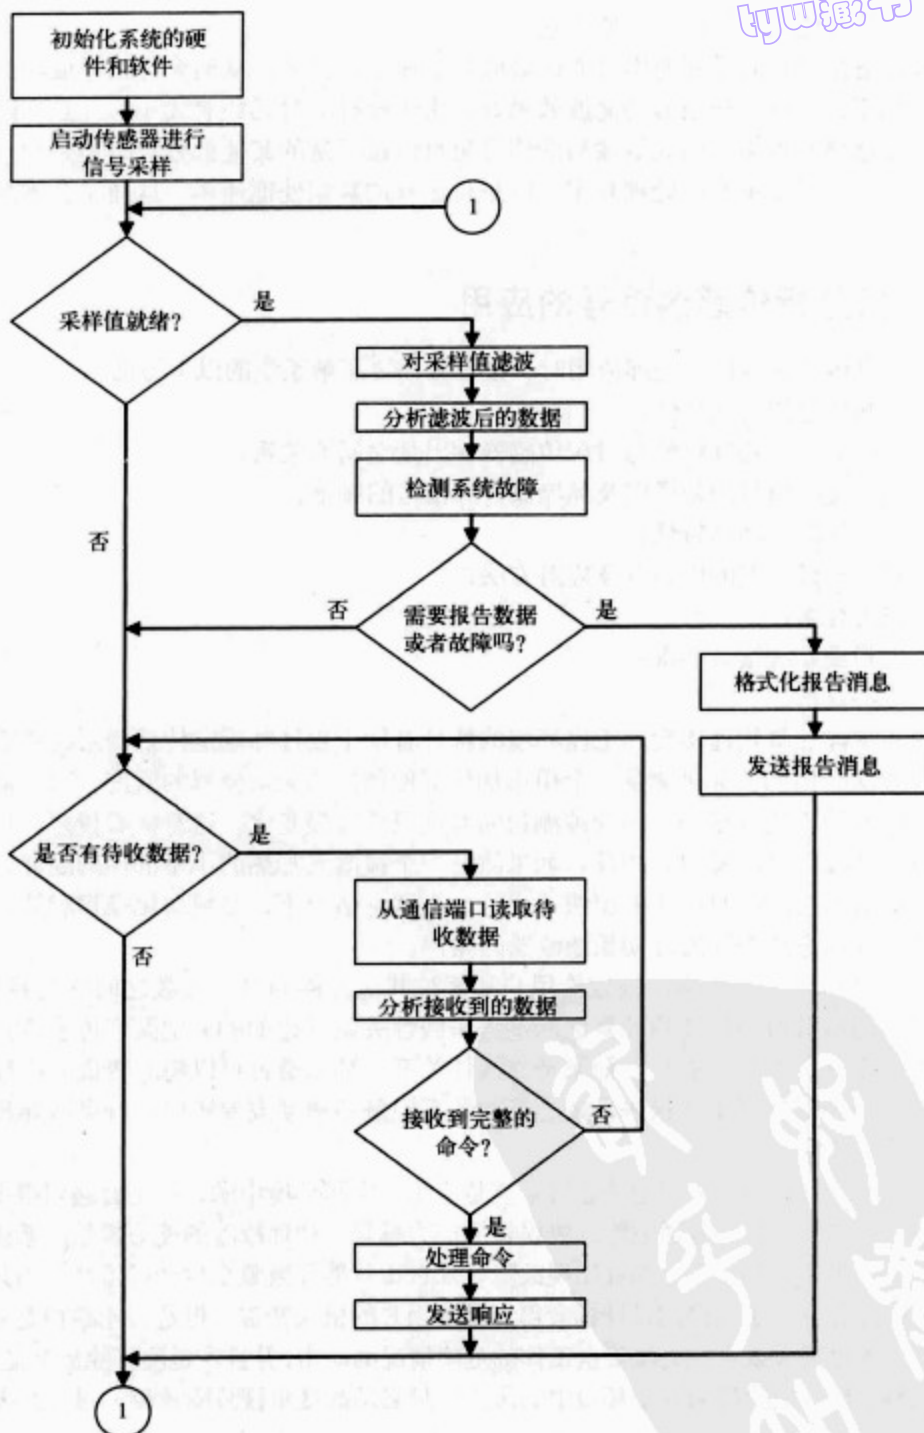 tyw藏书
初始化系统的硬
件和软件
启动传感器进行
信号采样
1
采样值就绪?
是
对采样值滤波
分析滤波后的数据
检测系统故障
否
否
需要报告数据
或者故障吗?
是
格式化报告消息
发送报告消息
是否有待收数据?
是
从通信端口读取待
收数据
否
分析接收到的数据
接收到完整的
命令?
否
是
处理命令
发送响应
1